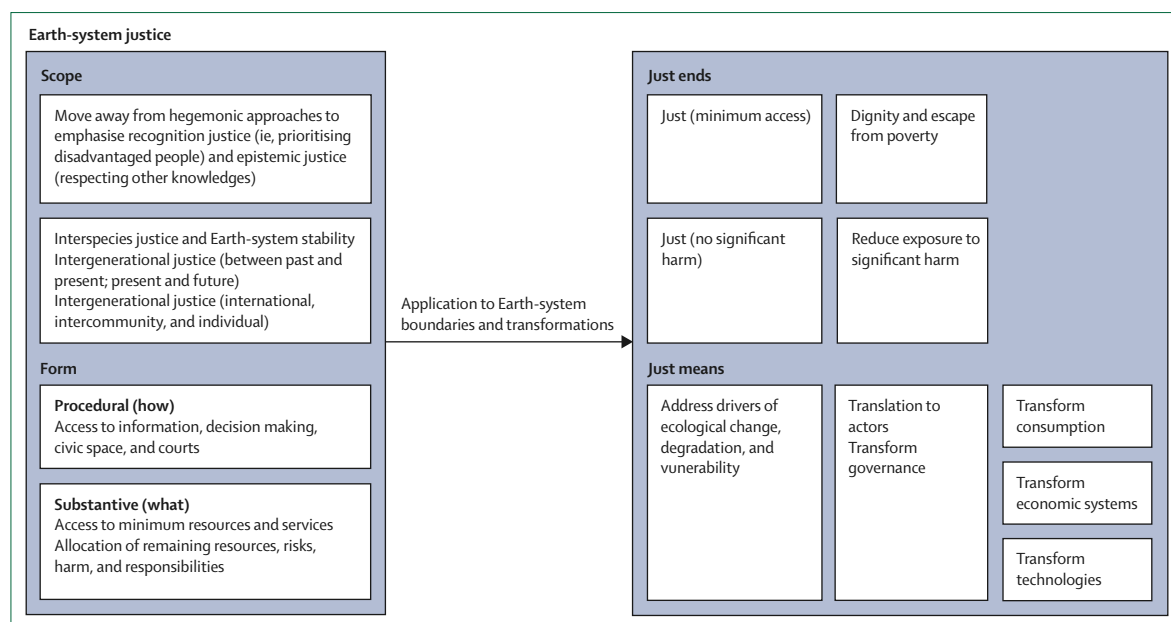 Earth-system justice
Scope
Move away from hegemonic approaches to
emphasise recognition justice (ie, prioritising
disadvantaged people) and epistemic justice
(respecting other knowledges)
Interspecies justice and Earth-system stability
Intergenerational justice (between past and
present; present and future)
Intergenerational justice (international,
intercommunity, and individual)
Form
Procedural (how)
Access to information, decision making,
civic space, and courts
Substantive (what)
Access to minimum resources and services
Allocation of remaining resources, risks,
harm, and responsibilities
Application to Earth-system
boundaries and transformations
Just ends
Just (minimum access)
Dignity and escape
from poverty
Just (no significant
harm)
Reduce exposure to
significant harm
Just means
Address drivers of
ecological change,
degradation, and
vunerability
Translation to
actors
Transform
governance
Transform
consumption
Transform
economic systems
Transform
technologies